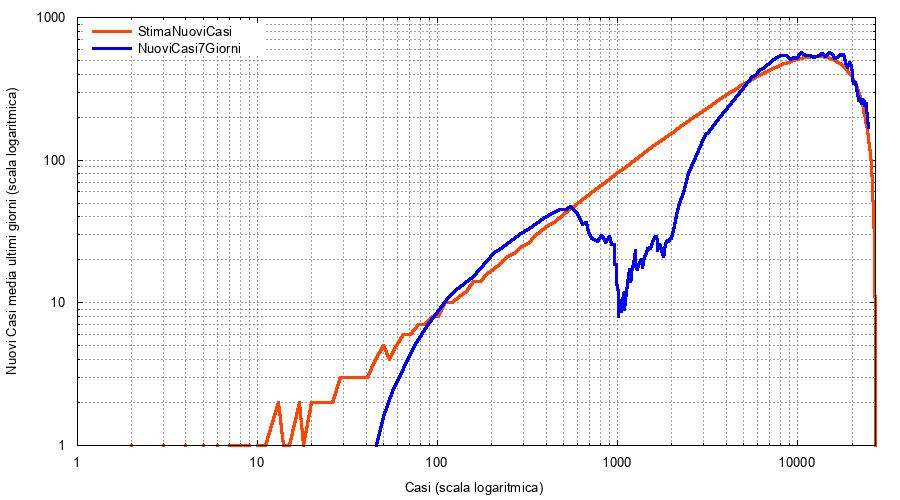 1000
StimaNuoviCasi
NuoviCasi7Giorni
100
10
1
1 10 100 1000 10000
Nuovi Casi media ultimi giorni (scala logaritmica)
Casi (scala logaritmica)